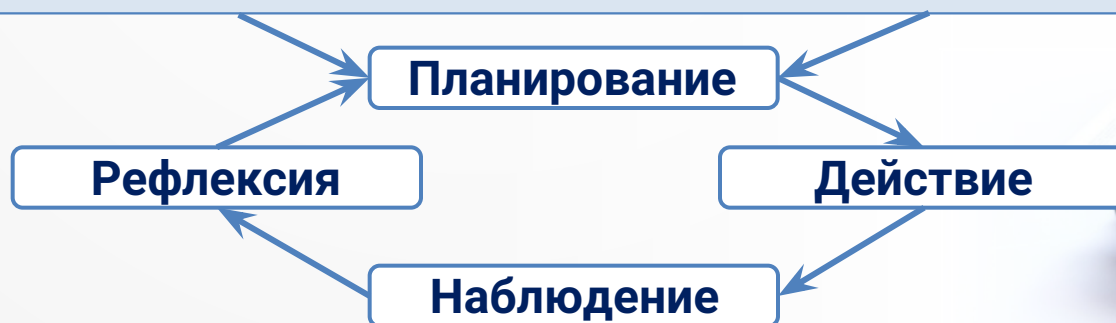 Планирование
Рефлексия
Действие
Наблюдение